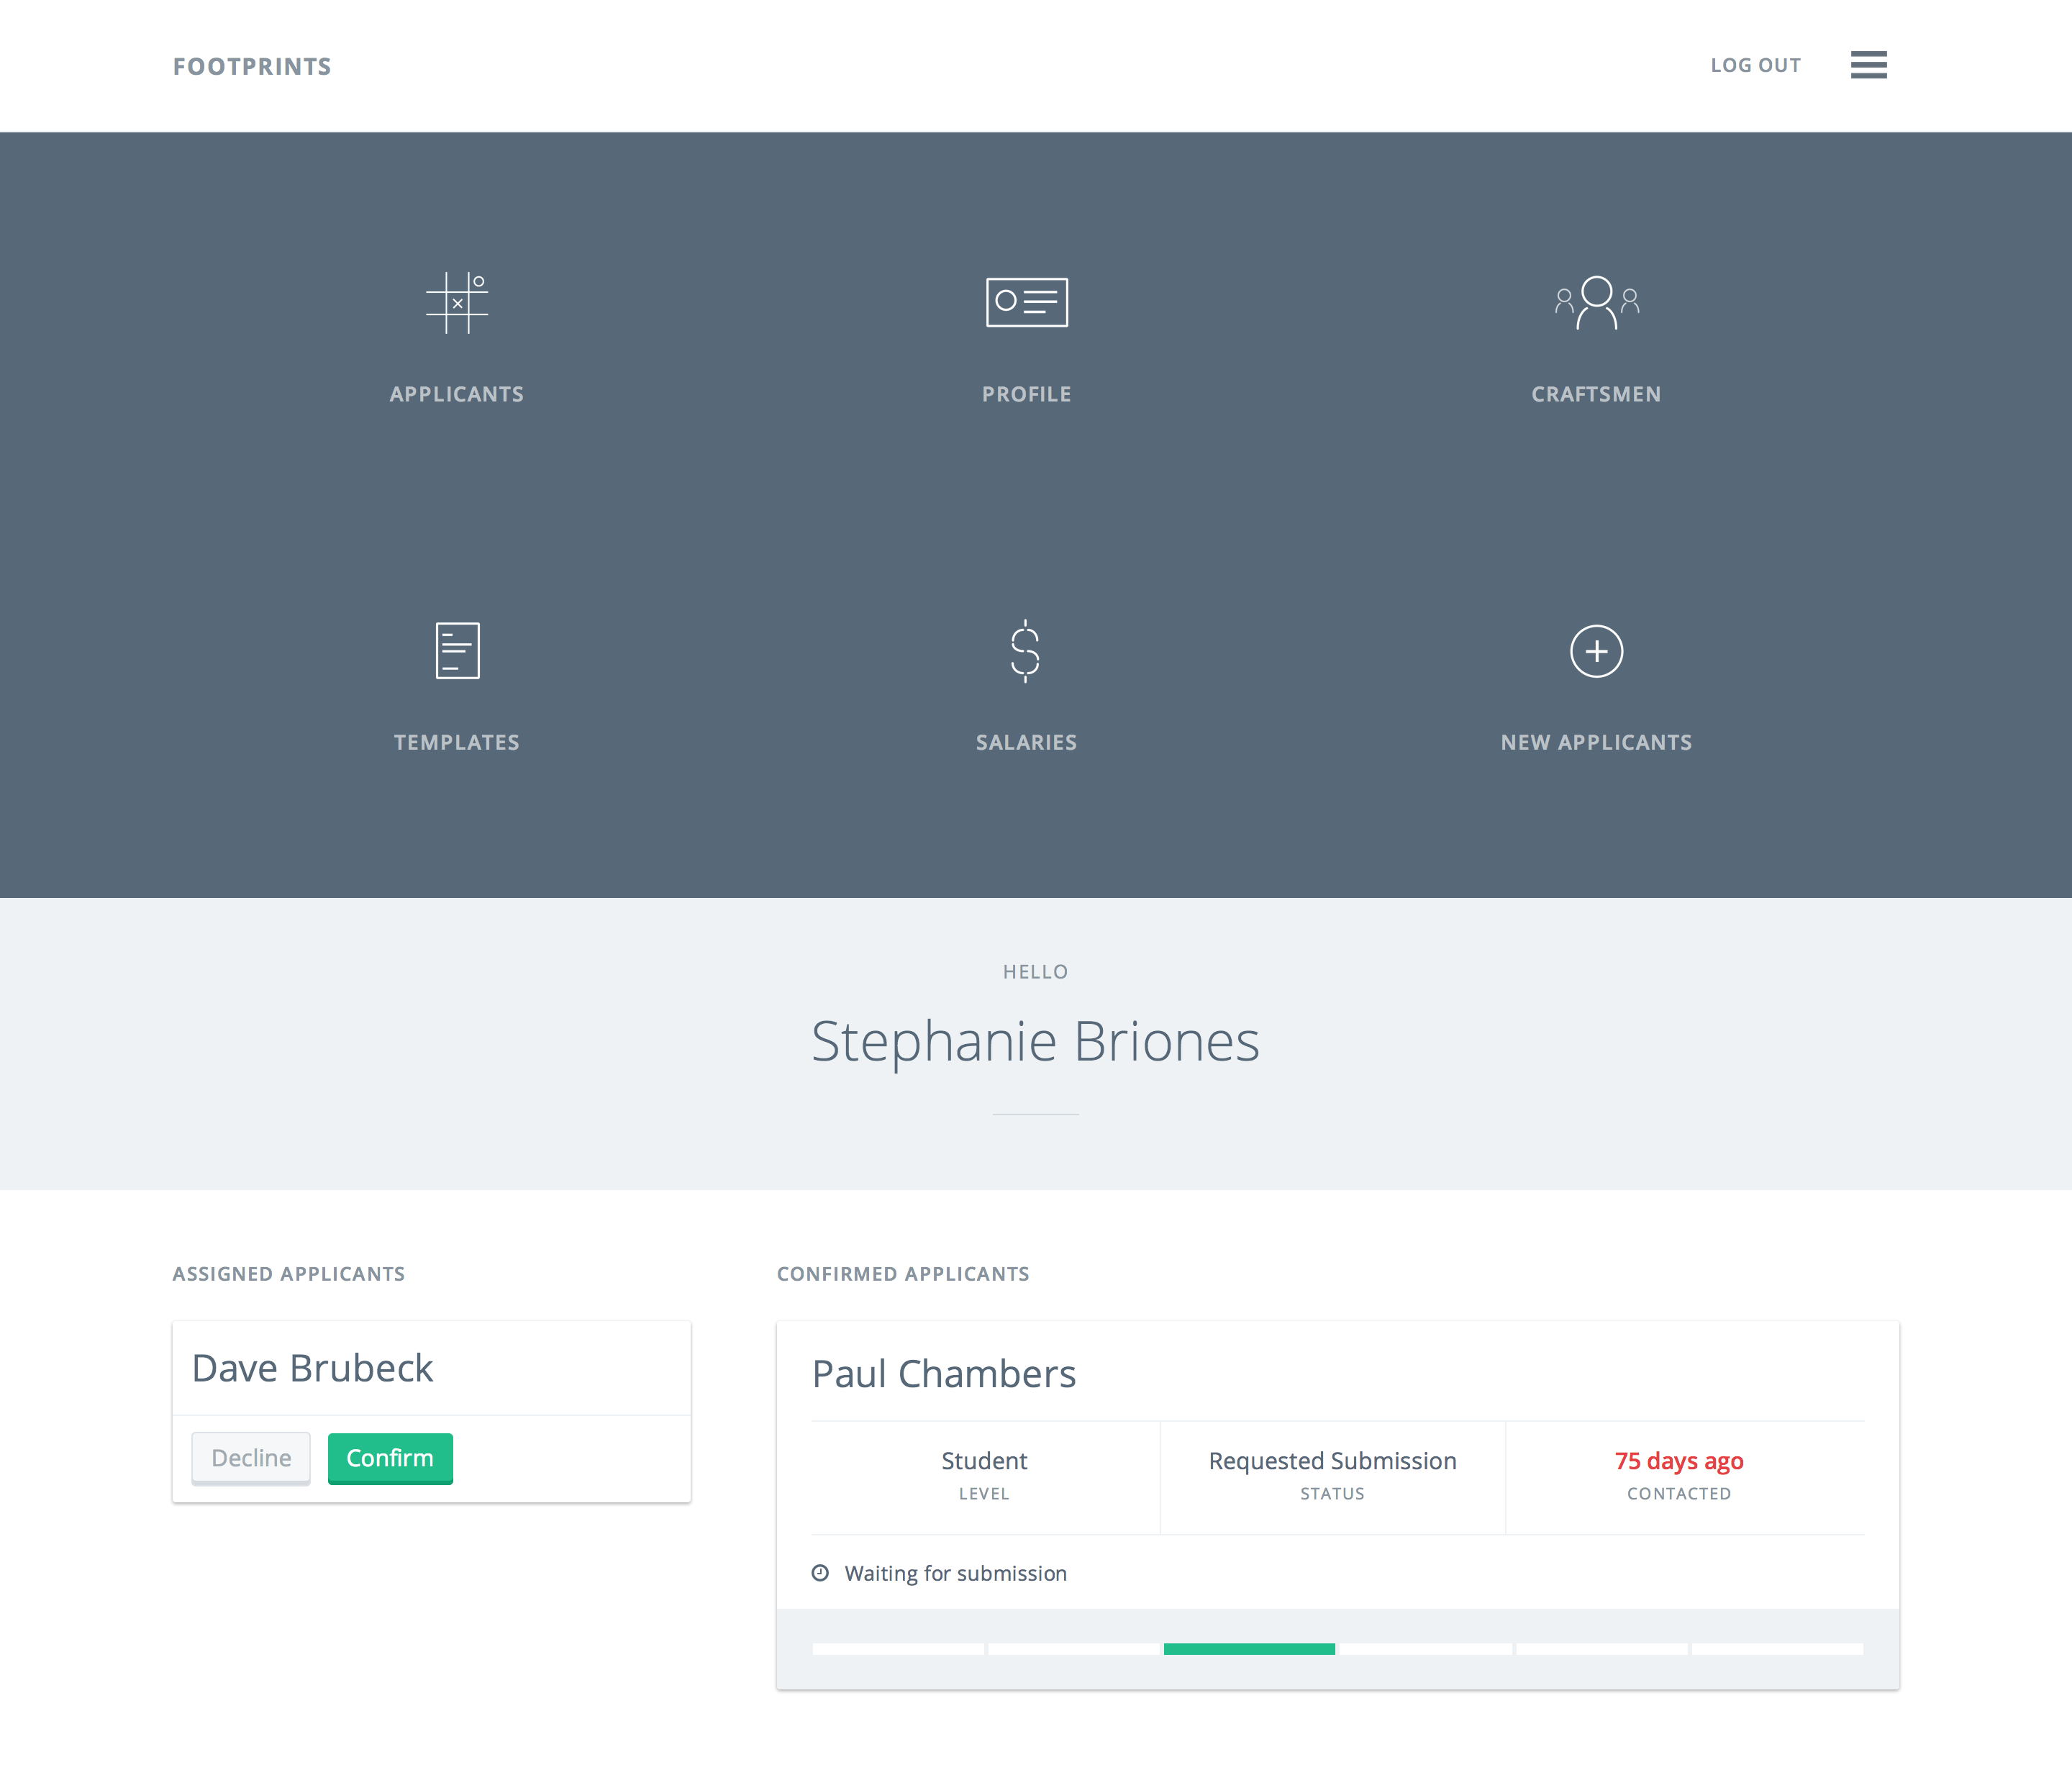 FOOTPRINTS
LOG OUT
APPLICANTS
PROFILE
CRAFTSMEN
TEMPLATES
SALARIES
NEW APPLICANTS
HELLO
Stephanie Briones
ASSIGNED APPLICANTS
Dave Brubeck
Decline
Confirm
CONFIRMED APPLICANTS
Paul Chambers
Student
LEVEL
Requested Submission
STATUS
75 days ago
CONTACTED
Waiting for submission